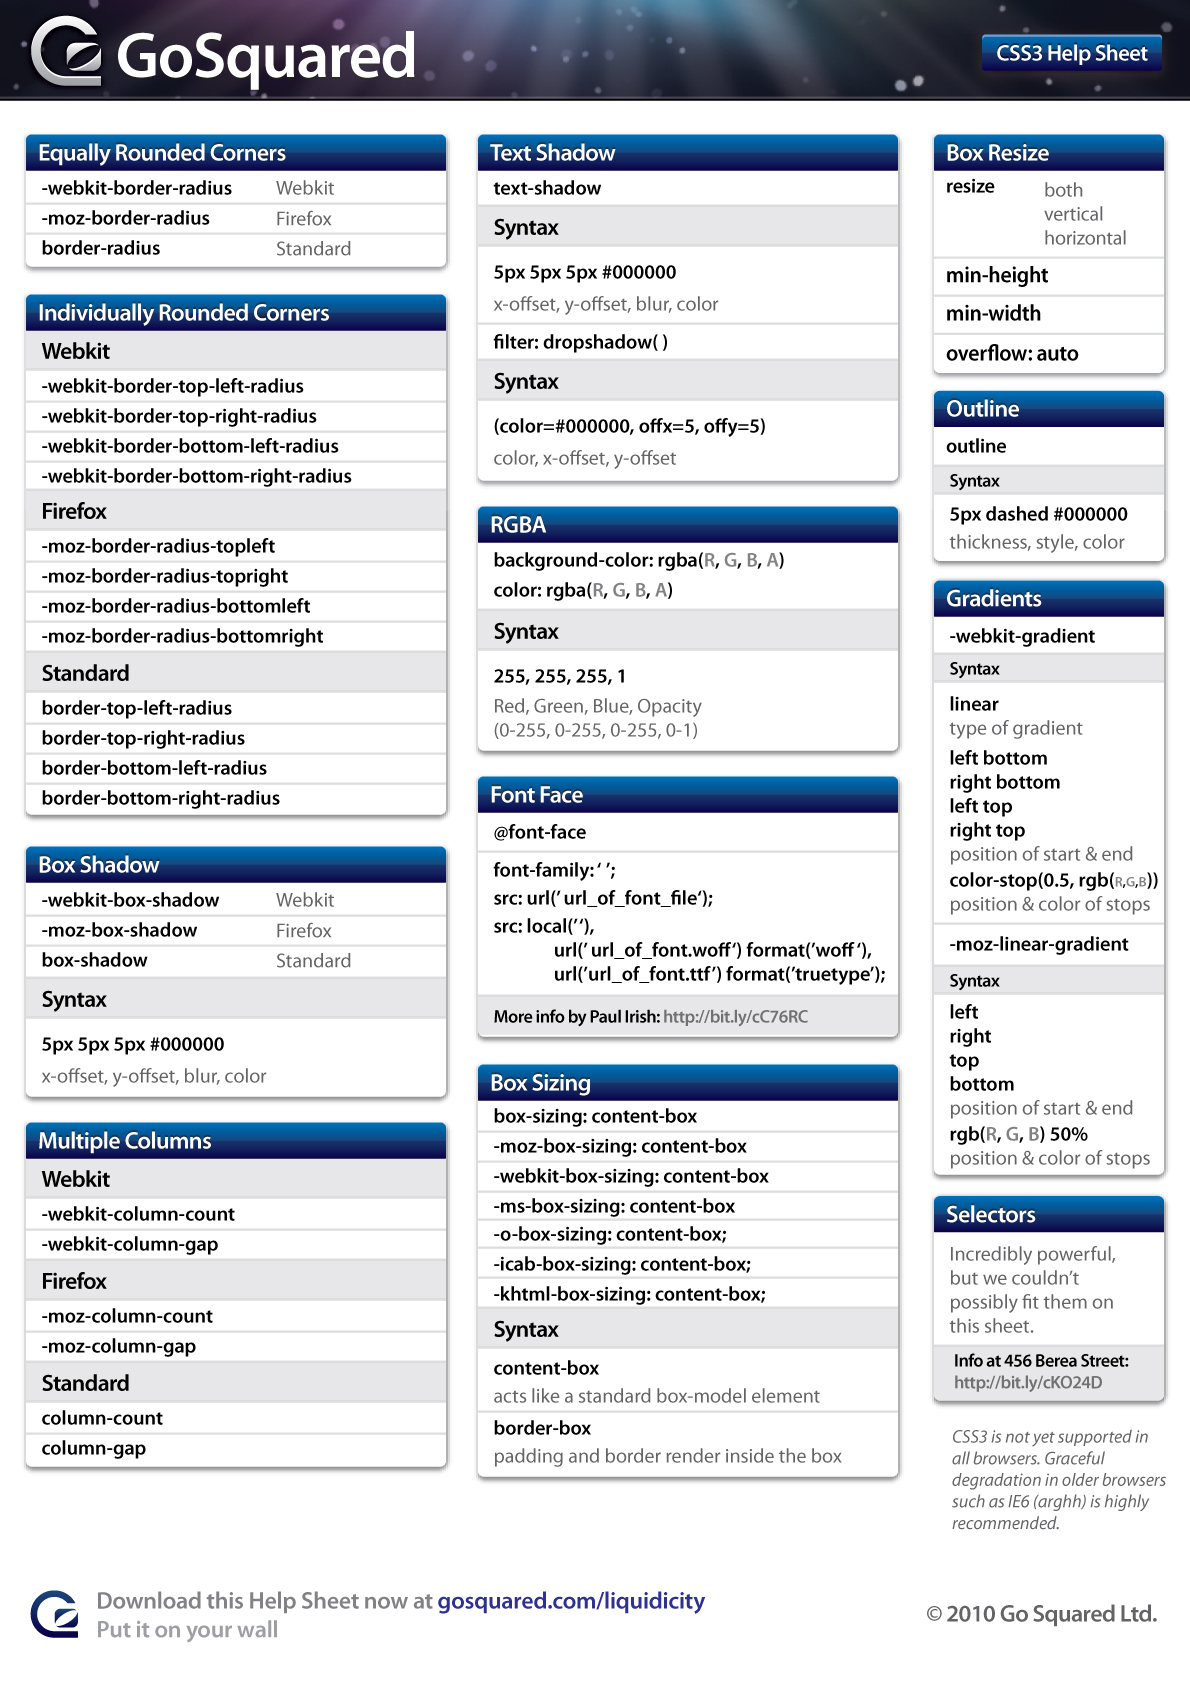 GoSquared
CSS3 Help Sheet
Equally Rounded Corners
-webkit-border-radius Webkit
-moz-border-radius Firefox
border-radius Standard
Individually Rounded Corners
Webkit
-webkit-border-top-left-radius
-webkit-border-top-right-radius
-webkit-border-bottom-left-radius
-webkit-border-bottom-right-radius
Firefox
-moz-border-radius-topleft
-moz-border-radius-topright
-moz-border-radius-bottomleft
-moz-border-radius-bottomright
Standard
border-top-left-radius
border-top-right-radius
border-bottom-left-radius
border-bottom-right-radius
Box Shadow
-webkit-box-shadow Webkit
-moz-box-shadow Firefox
box-shadow Standard
Syntax
5px 5px 5px #000000
x-offset, y-offset, blur, color
Multiple Columns
Webkit
-webkit-column-count
-webkit-column-gap
Firefox
-moz-column-count
-moz-column-gap
Standard
column-count
column-gap
Text Shadow
text-shadow
Syntax
5px 5px 5px #000000
x-offset, y-offset, blur, color
filter: dropshadow( )
Syntax
(color=#000000, offx=5, offy=5)
color, x-offset, y-offset
RGBA
background-color: rgba(R, G, B, A)
color: rgba(R, G, B, A)
Syntax
255, 255, 255, 1
Red, Green, Blue, Opacity
(0-255, 0-255, 0-255, 0-1)
Font Face
@font-face
font-family: ‘ ’;
src: url(’ url_of_font_file‘);
src: local(’‘),
url(’ url_of_font.woff‘) format(’woff ‘),
url(’url_of_font.ttf’) format(’truetype’);
More info by Paul Irish: http://bit.ly/cC76RC
Box Sizing
box-sizing: content-box
-moz-box-sizing: content-box
-webkit-box-sizing: content-box
-ms-box-sizing: content-box
-o-box-sizing: content-box;
-icab-box-sizing: content-box;
-khtml-box-sizing: content-box;
Syntax
content-box
acts like a standard box-model element
border-box
padding and border render inside the box
Box Resize
resize both
vertical
horizontal
min-height
min-width
overflow: auto
Outline
outline
Syntax
5px dashed #000000
thickness, style, color
Gradients
-webkit-gradient
Syntax
linear
type of gradient
left bottom
right bottom
left top
right top
position of start & end
color-stop(0.5, rgb(R,G,B))
position & color of stops
-moz-linear-gradient
Syntax
left
right
top
bottom
position of start & end
rgb(R, G, B) 50%
position & color of stops
Selectors
Incredibly powerful,
but we couldn’t
possibly fit them on
this sheet.
Info at 456 Berea Street:
http://bit.ly/cKO24D
CSS3 is not yet supported in
all browsers. Graceful
degradation in older browsers
such as IE6 (arghh) is highly
recommended.
Download this Help Sheet now at gosquared.com/liquidicity
Put it on your wall
© 2010 Go Squared Ltd.